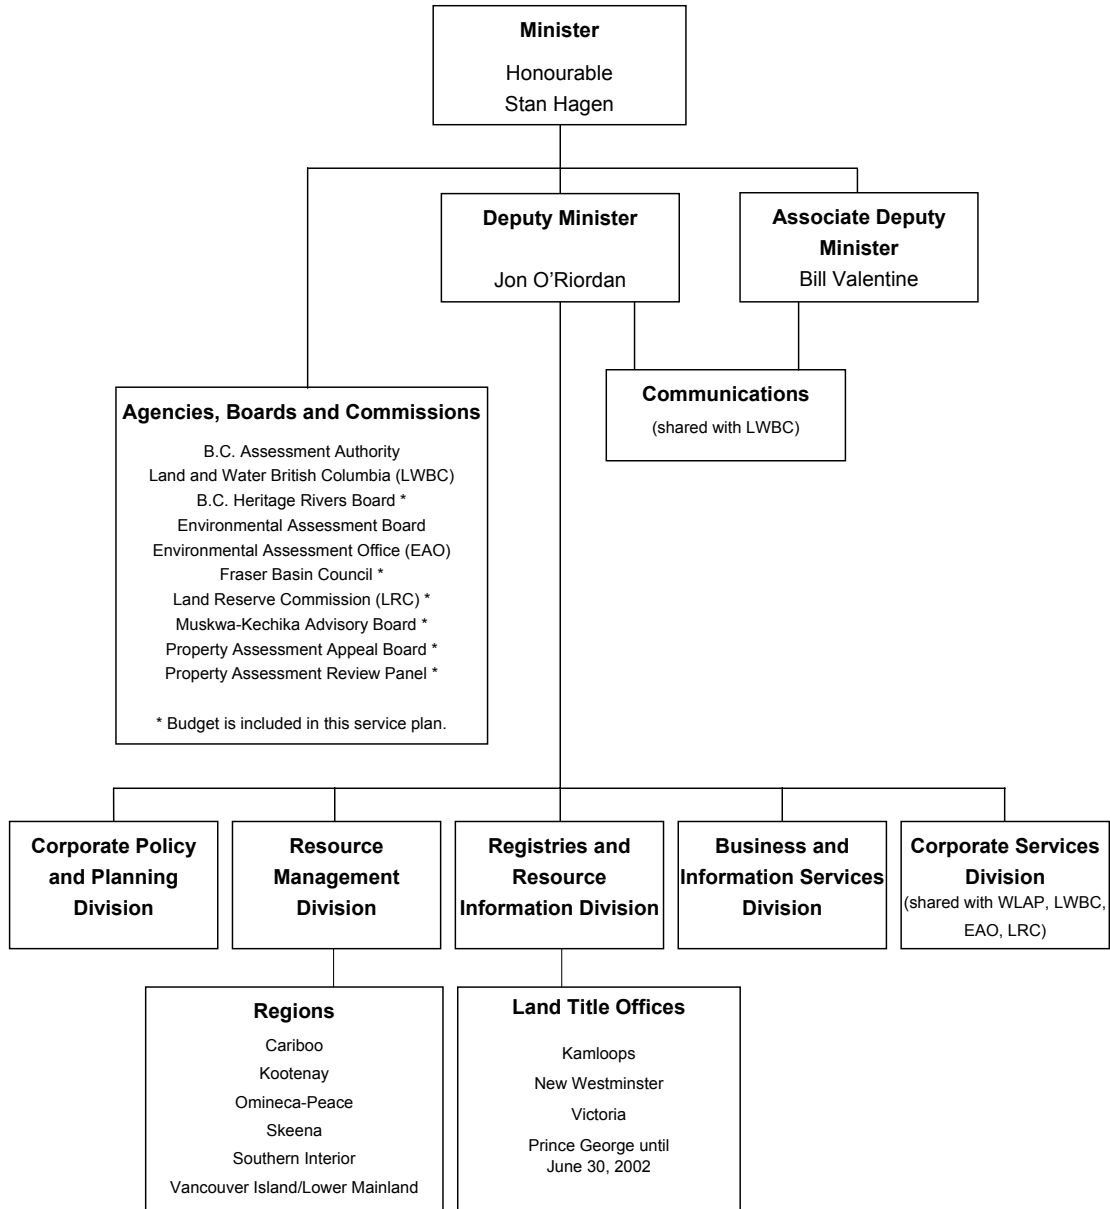 Minister
Honourable
Stan Hagen
Deputy Minister
Jon O'Riordan
Associate Deputy
Minister
Bill Valentine
Communications
(shared with LWBC)
Agencies, Boards and Commissions
B.C. Assessment Authority
Land and Water British Columbia (LWBC)
B.C. Heritage Rivers Board *
Environmental Assessment Board
Environmental Assessment Office (EAO)
Fraser Basin Council *
Land Reserve Commission (LRC) *
Muskwa-Kechika Advisory Board *
Property Assessment Appeal Board *
Property Assessment Review Panel *
* Budget is included in this service plan.
Corporate Policy
and Planning
Division
Resource
Management
Division
Registries and
Resource
Information Division
Business and
Information Services
Division
Corporate Services
Division
(shared with WLAP, LWBC,
EAO, LRC)
Regions
Cariboo
Kootenay
Omineca-Peace
Skeena
Southern Interior
Vancouver Island/Lower Mainland
Land Title Offices
Kamloops
New Westminster
Victoria
Prince George until
June 30, 2002